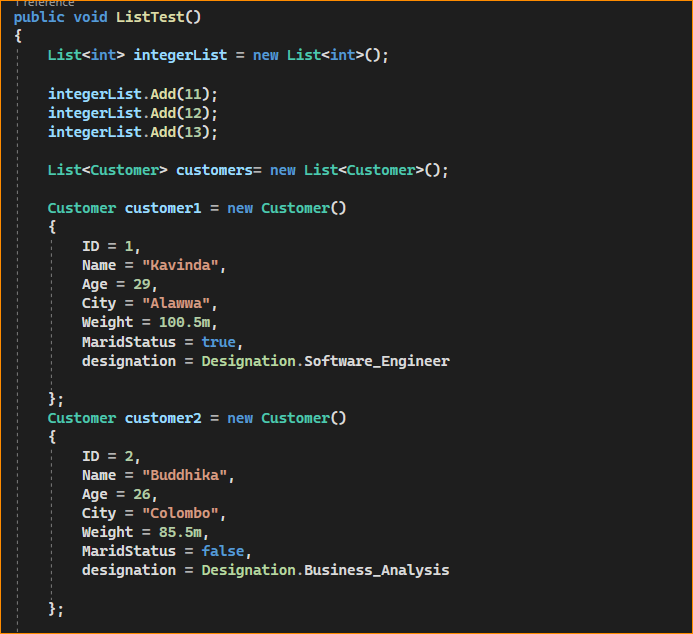 1 reference
public void ListTest()
{
List<int> integerList = new List<int>();
integerList.Add(11);
integerList.Add(12);
integerList.Add(13);
List<Customer> customers= new List<Customer>();
Customer customer1 = new Customer()
{
ID = 1,
Name = "Kavinda",
Age = 29,
City = "Alawwa",
Weight = 100.5m,
MaridStatus = true,
designation = Designation.Software_Engineer
};
Customer customer2 = new Customer()
{
ID = 2,
Name = "Buddhika",
Age = 26,
City = "Colombo",
Weight = 85.5m,
MaridStatus = false,
designation = Designation.Business_Analysis
};